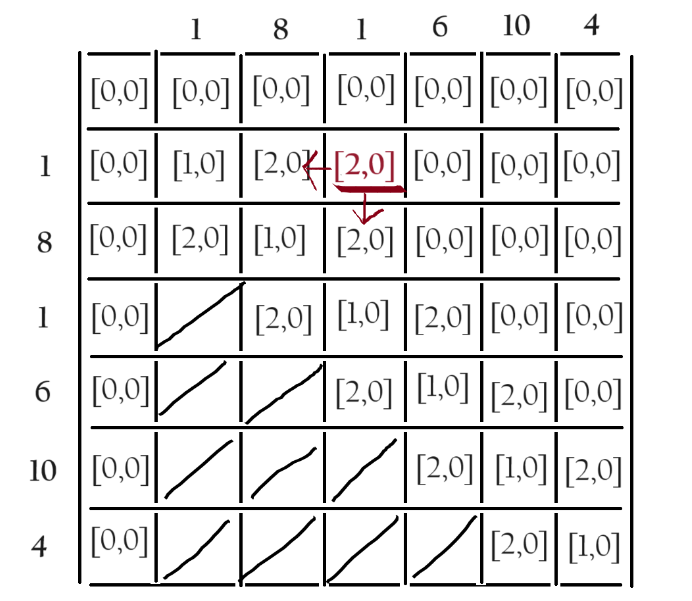 1 8 1 6 10 4
[0,0] [0,0] [0,0] [0,0] [0,0] [0,0] [0,0]
1 [0,0] [1,0] [2,0] [2,0] [0,0] [0,0] [0,0]
8 [0,0] [2,0] [1,0] [2,0] [0,0] [0,0] [0,0]
1 [0,0] [2,0] [1,0] [2,0] [0,0] [0,0]
6 [0,0] [2,0] [1,0] [2,0] [0,0]
10 [0,0] [2,0] [1,0] [2,0]
4 [0,0] [2,0] [1,0]